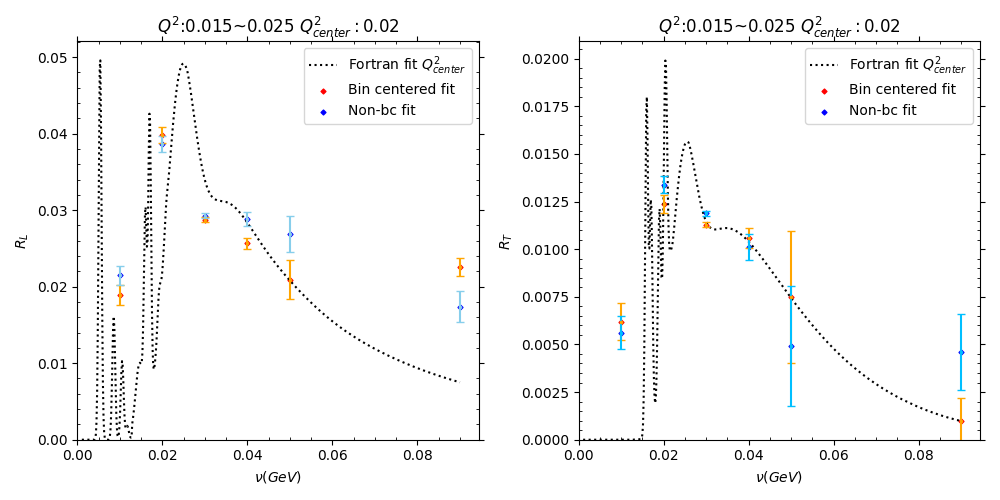 Q²:0.015~0.025 Q²center : 0.02
Fortran fit Q²center
Bin centered fit
Non-bc fit
0.05
0.04
0.03
0.02
0.01
0.00
R_L
0.00 0.02 0.04 0.06 0.08
ν(GeV)
Q²:0.015~0.025 Q²center : 0.02
Fortran fit Q²center
Bin centered fit
Non-bc fit
0.0200
0.0175
0.0150
0.0125
0.0100
0.0075
0.0050
0.0025
0.0000
R_T
0.00 0.02 0.04 0.06 0.08
ν(GeV)